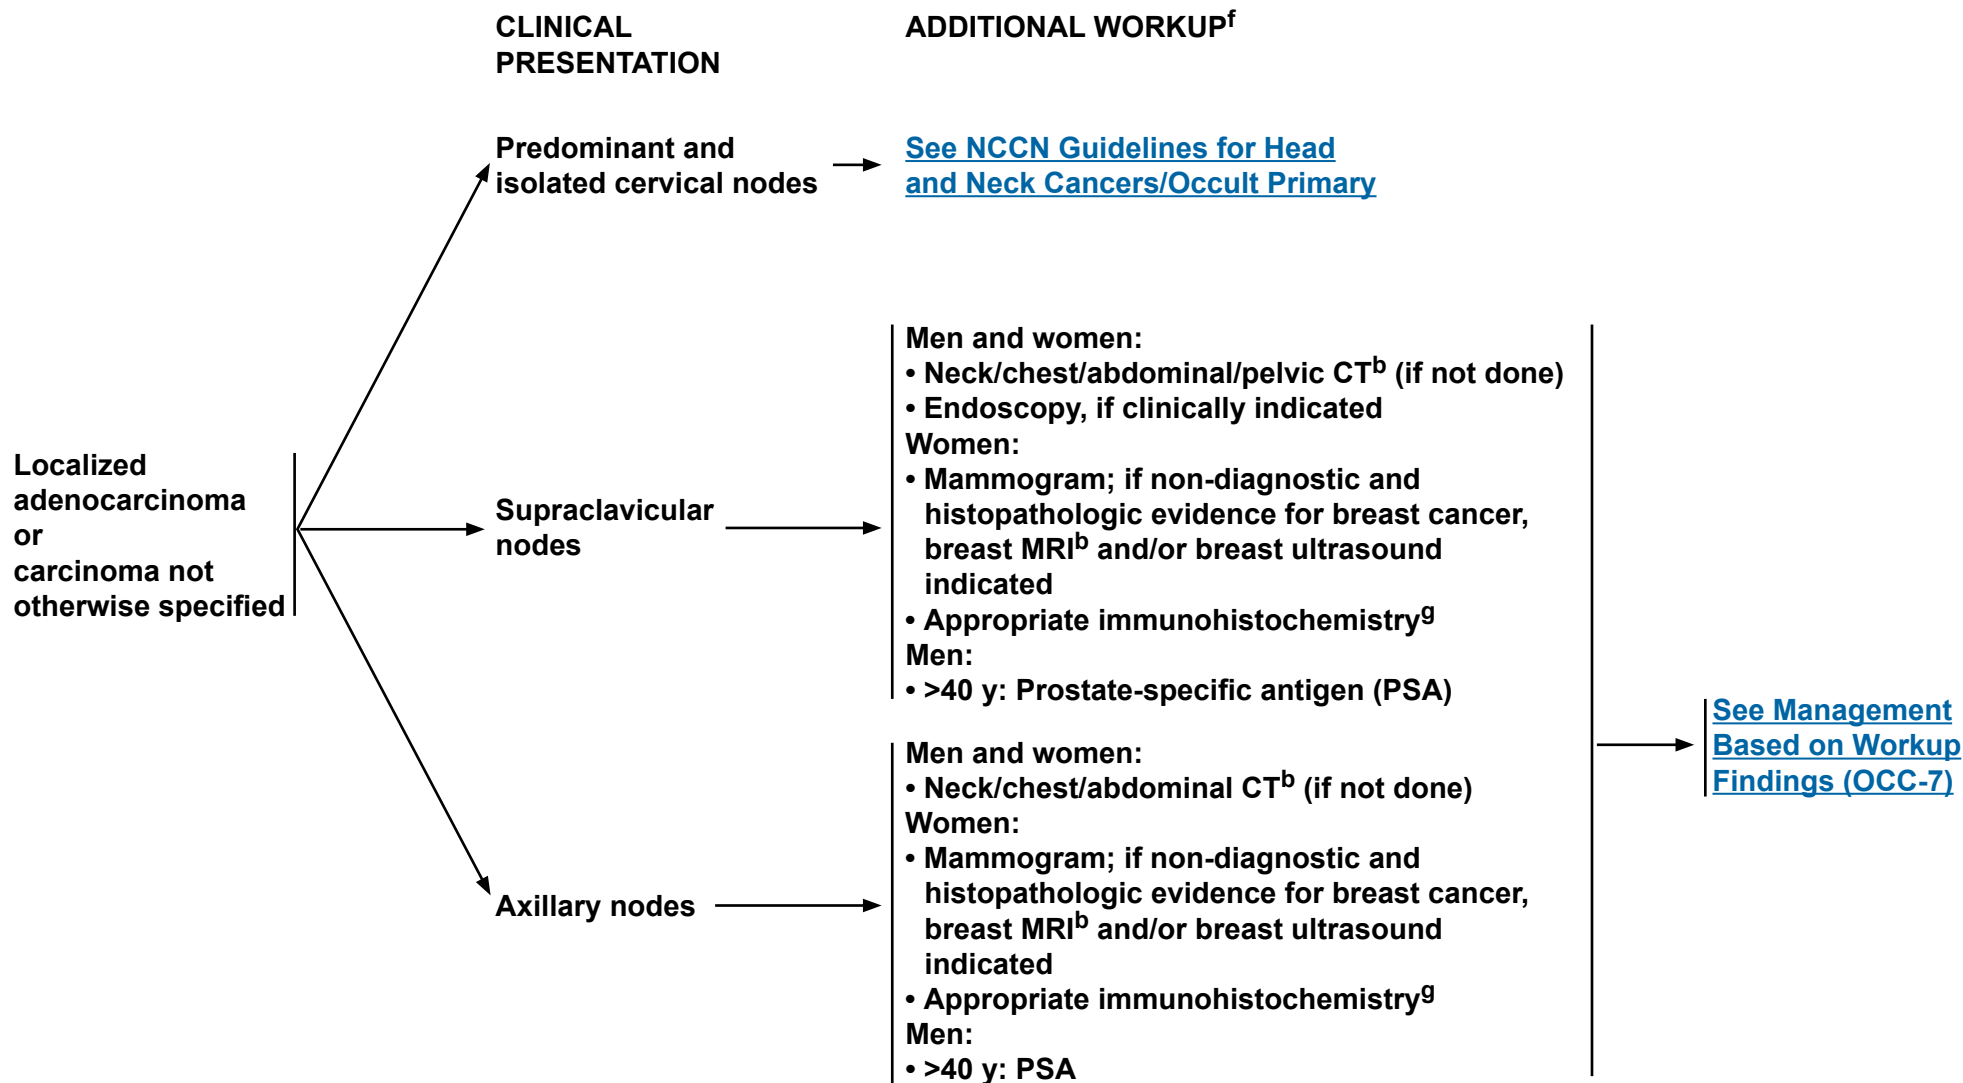 CLINICAL
PRESENTATION
ADDITIONAL WORKUPf
Predominant and
isolated cervical nodes
See NCCN Guidelines for Head
and Neck Cancers/Occult Primary
Localized
adenocarcinoma
or
carcinoma not
otherwise specified
Supraclavicular
nodes
Men and women:
• Neck/chest/abdominal/pelvic CTb (if not done)
• Endoscopy, if clinically indicated
Women:
• Mammogram; if non-diagnostic and
histopathologic evidence for breast cancer,
breast MRIb and/or breast ultrasound
indicated
• Appropriate immunohistochemistryg
Men:
• >40 y: Prostate-specific antigen (PSA)
Axillary nodes
Men and women:
• Neck/chest/abdominal CTb (if not done)
Women:
• Mammogram; if non-diagnostic and
histopathologic evidence for breast cancer,
breast MRIb and/or breast ultrasound
indicated
• Appropriate immunohistochemistryg
Men:
• >40 y: PSA
See Management
Based on Workup
Findings (OCC-7)